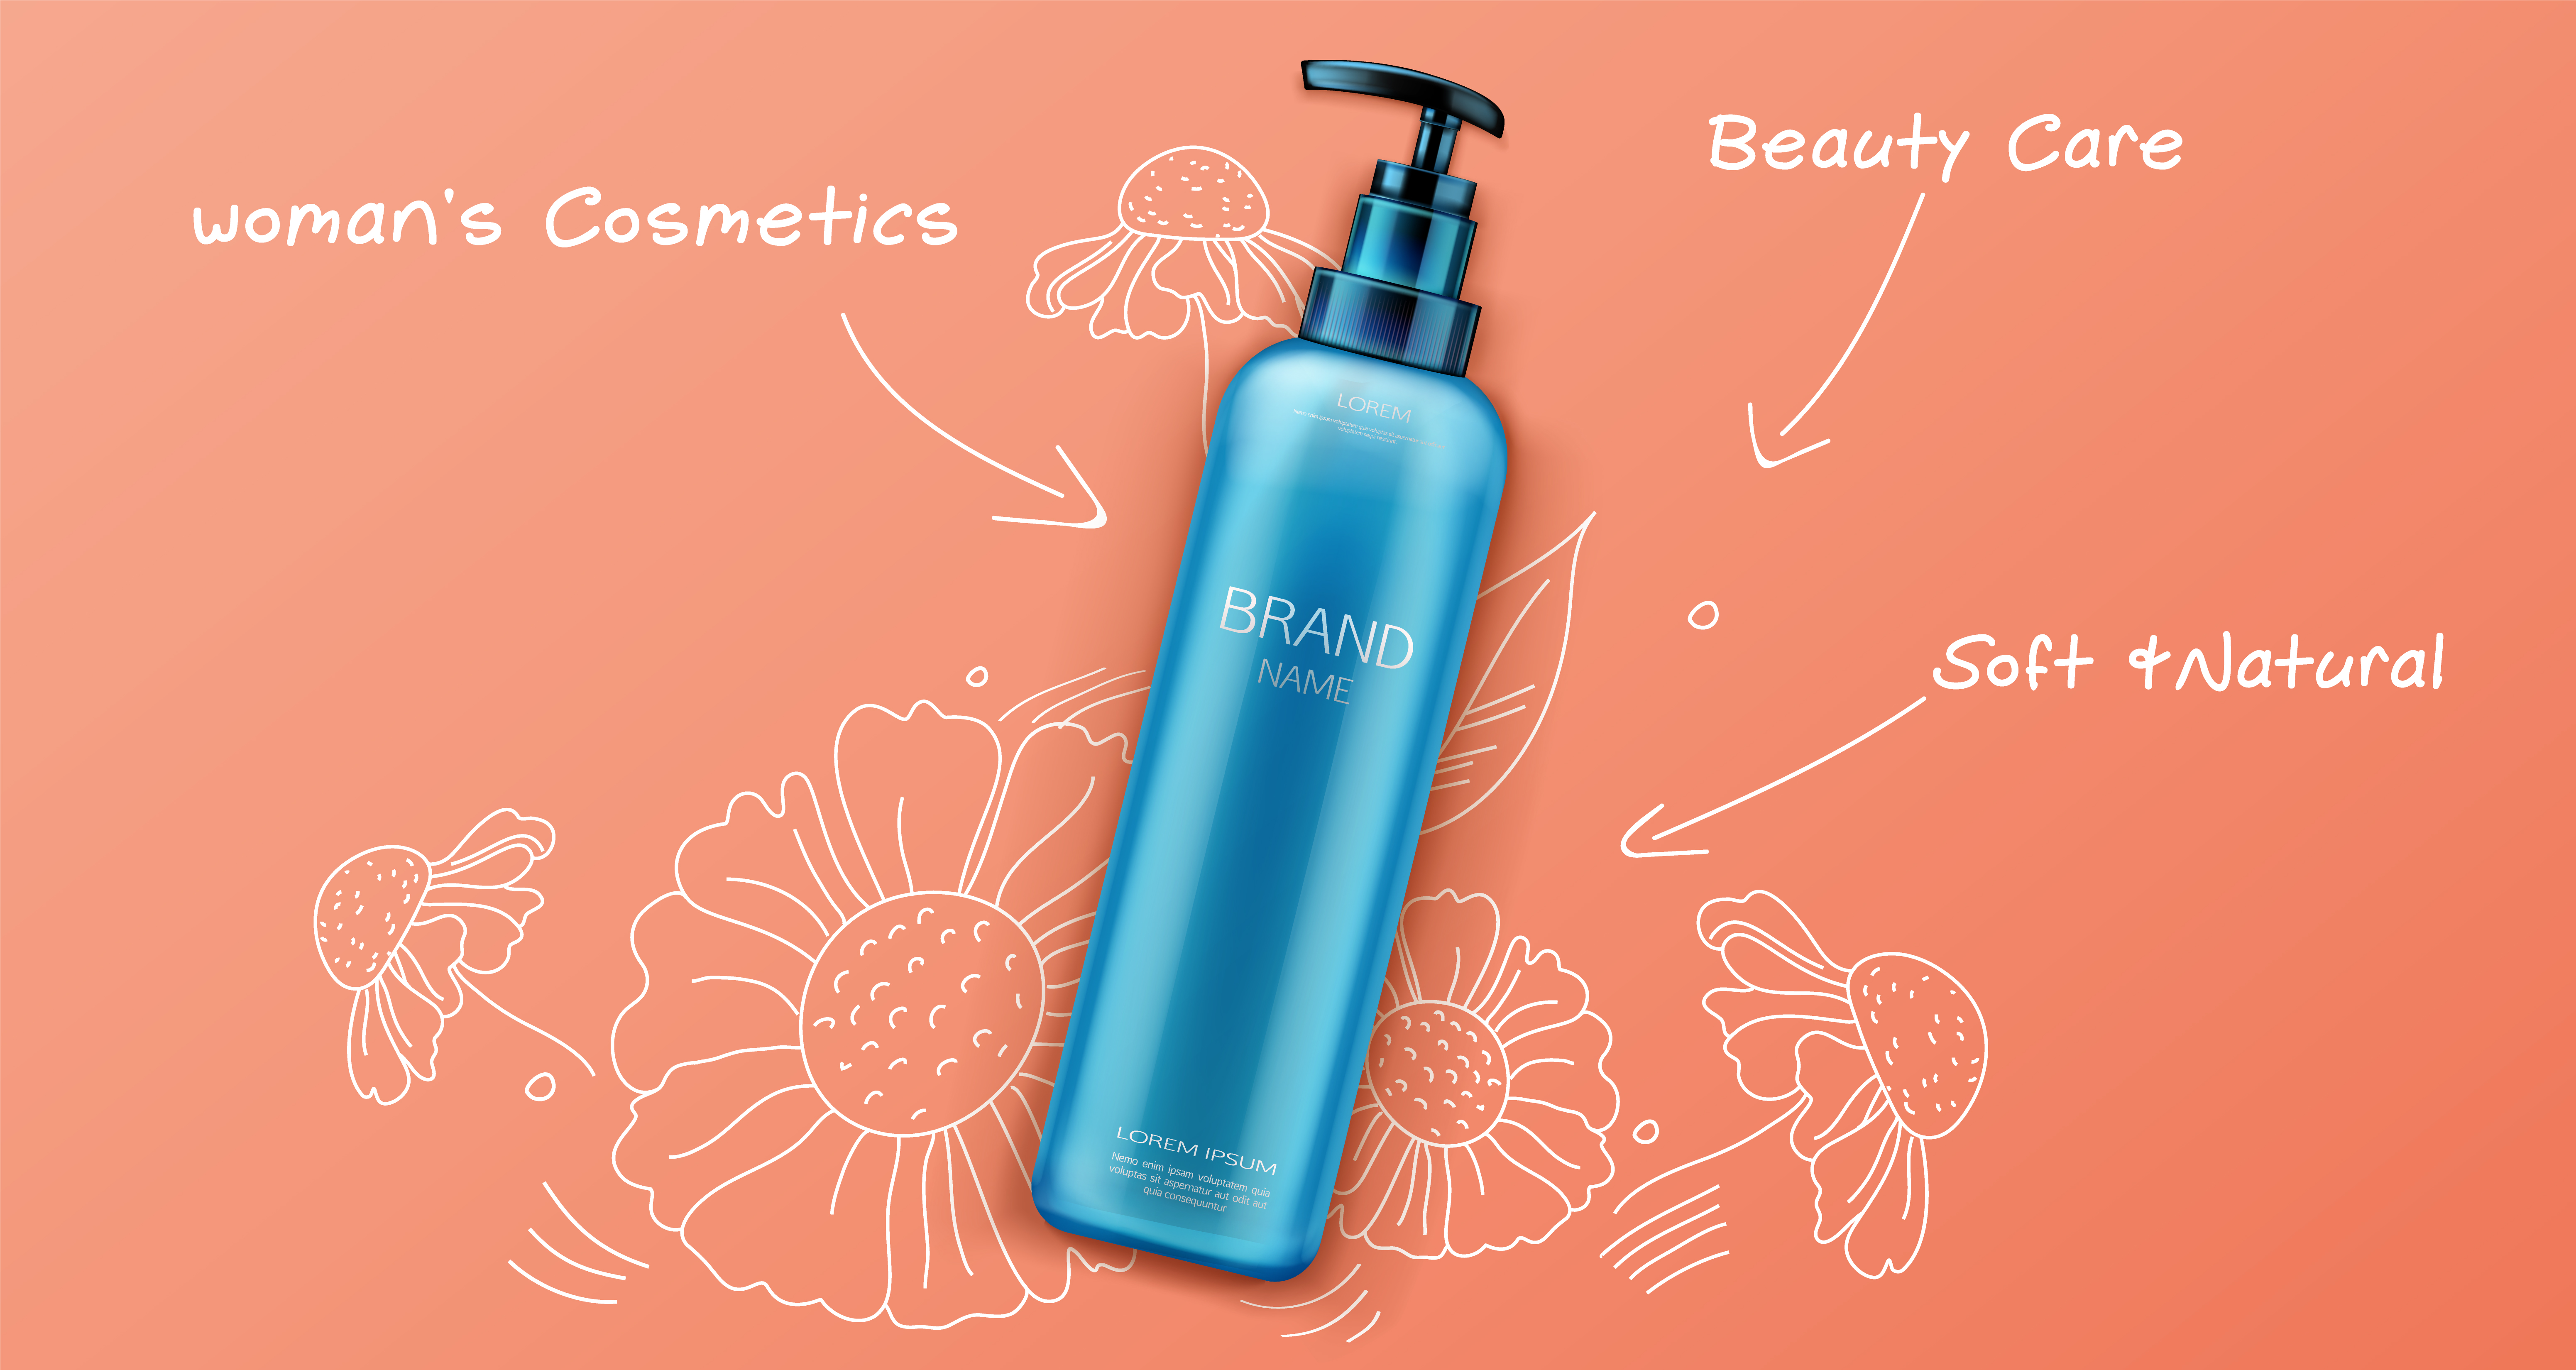 Beauty Care
woman's Cosmetics
LOREM
BRAND
NAME
Soft &Natural
LOREM IPSUM
Nemo enim ipsam voluptatem quia
voluptas sit aspernatur aut odit aut
quia consequuntur